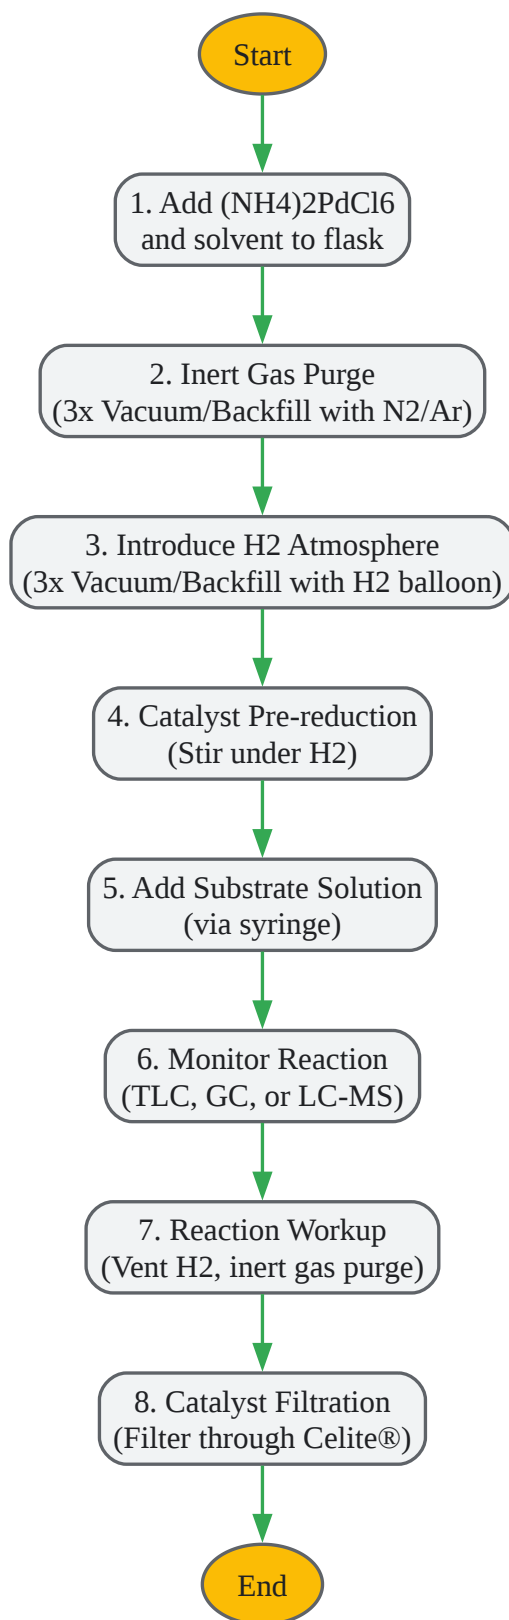 Start
1. Add (NH4)2PdCl6
and solvent to flask
2. Inert Gas Purge
(3x Vacuum/Backfill with N2/Ar)
3. Introduce H2 Atmosphere
(3x Vacuum/Backfill with H2 balloon)
4. Catalyst Pre-reduction
(Stir under H2)
5. Add Substrate Solution
(via syringe)
6. Monitor Reaction
(TLC, GC, or LC-MS)
7. Reaction Workup
(Vent H2, inert gas purge)
8. Catalyst Filtration
(Filter through Celite®)
End